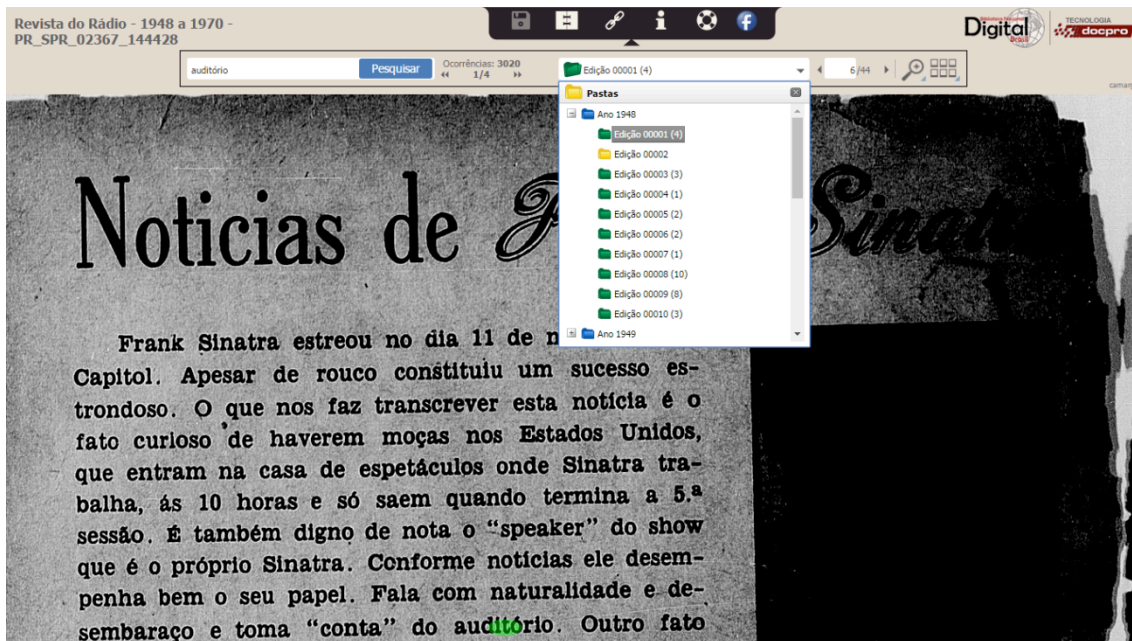 Revista do Rádio - 1948 a 1970 -
PR_SPR_02367_144428
Digital
Brasil
TECNOLOGIA
docpro
auditório
Pesquisar
Ocorrências: 3020
1/4
Edição 00001 (4)
6/44
Pastas
Ano 1948
Edição 00001 (4)
Edição 00002
Edição 00003 (3)
Edição 00004 (1)
Edição 00005 (2)
Edição 00006 (2)
Edição 00007 (1)
Edição 00008 (10)
Edição 00009 (8)
Edição 00010 (3)
Ano 1949
Noticias de Sinatra
Frank Sinatra estreou no dia 11 de
Capitol. Apesar de rouco constituiu um sucesso es-
trondoso. O que nos faz transcrever esta notícia é o
fato curioso de haverem moças nos Estados Unidos,
que entram na casa de espetáculos onde Sinatra tra-
balha, ás 10 horas e só saem quando termina a 5.ª
sessão. É também digno de nota o "speaker" do show
que é o próprio Sinatra. Conforme notícias ele desem-
penha bem o seu papel. Fala com naturalidade e de-
sembaraço e toma "conta" do auditório. Outro fato